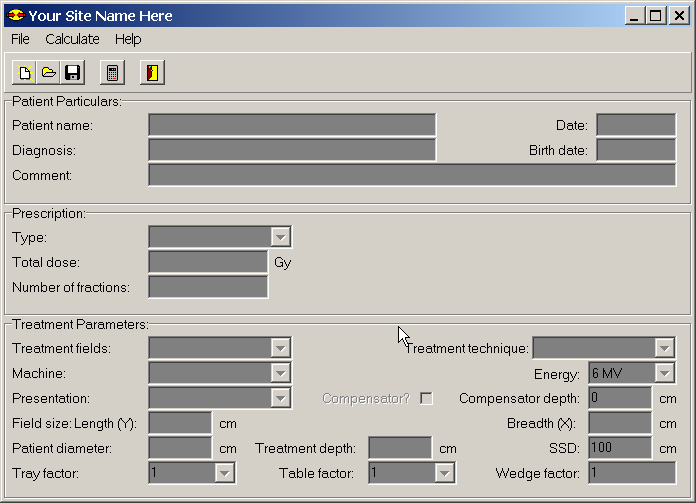 Your Site Name Here
File Calculate Help
Patient Particulars:
Patient name: Date:
Diagnosis: Birth date:
Comment:
Prescription:
Type:
Total dose: Gy
Number of fractions:
Treatment Parameters:
Treatment fields: Treatment technique:
Machine: Energy: 6 MV
Presentation: Compensator? Compensator depth: 0 cm
Field size: Length (Y): cm Breadth (X): cm
Patient diameter: cm Treatment depth: cm SSD: 100 cm
Tray factor: 1 Table factor: 1 Wedge factor: 1